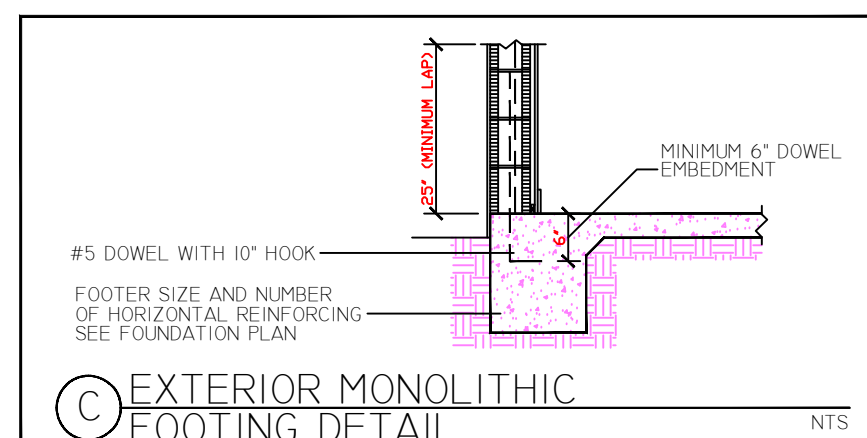 25" (MINIMUM LAP)
MINIMUM 6" DOWEL
EMBEDMENT
6"
#5 DOWEL WITH 10" HOOK
FOOTER SIZE AND NUMBER
OF HORIZONTAL REINFORCING
SEE FOUNDATION PLAN
C
EXTERIOR MONOLITHIC
FOOTING DETAIL
NTS